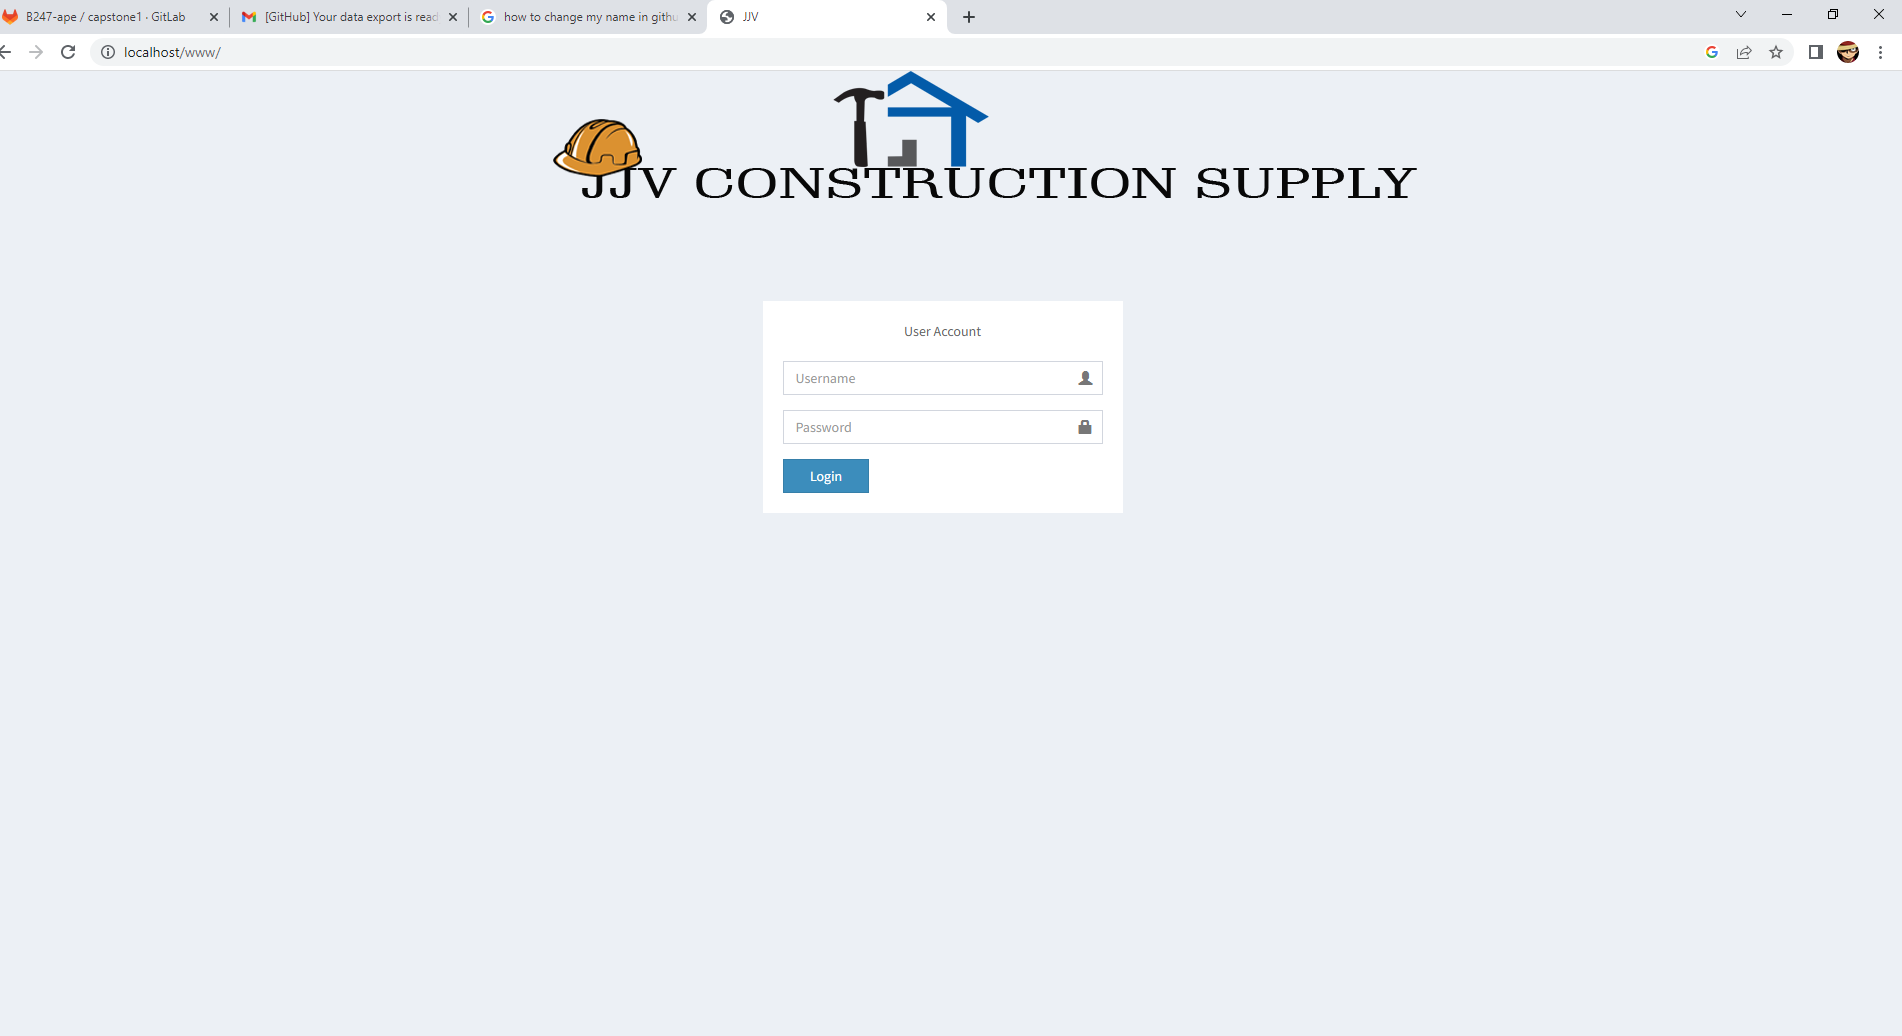 B247-ape / capstone1 · GitLab
[GitHub] Your data export is read
how to change my name in githu
JJV
localhost/www/
JJV CONSTRUCTION SUPPLY
User Account
Username
Password
Login